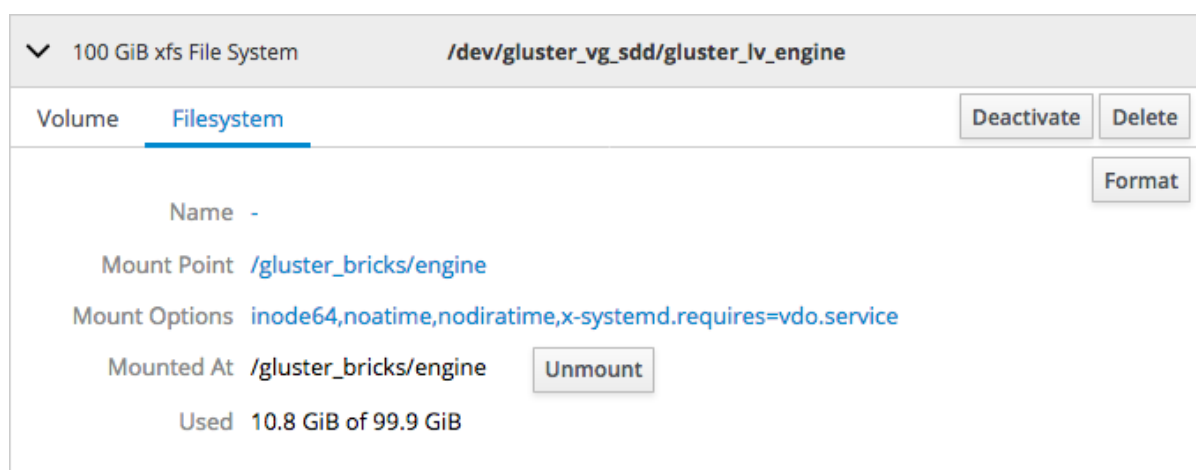 100 GiB xfs File System /dev/gluster_vg_sdd/gluster_lv_engine
Volume Filesystem Deactivate Delete
Format
Name -
Mount Point /gluster_bricks/engine
Mount Options inode64,noatime,nodiratime,x-systemd.requires=vdo.service
Mounted At /gluster_bricks/engine Unmount
Used 10.8 GiB of 99.9 GiB